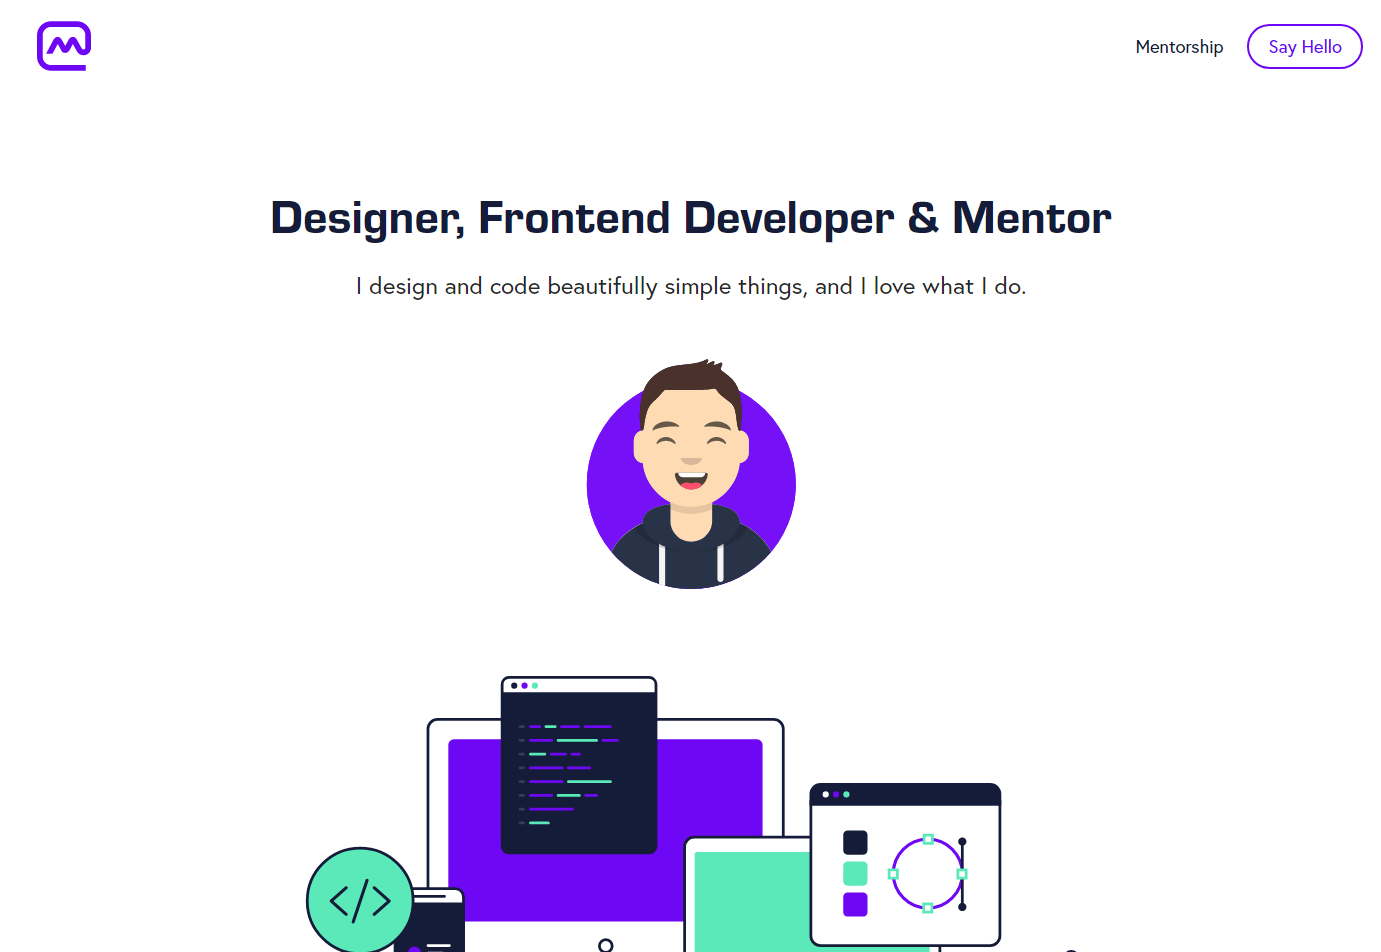 Mentorship
Say Hello
Designer, Frontend Developer & Mentor
I design and code beautifully simple things, and I love what I do.